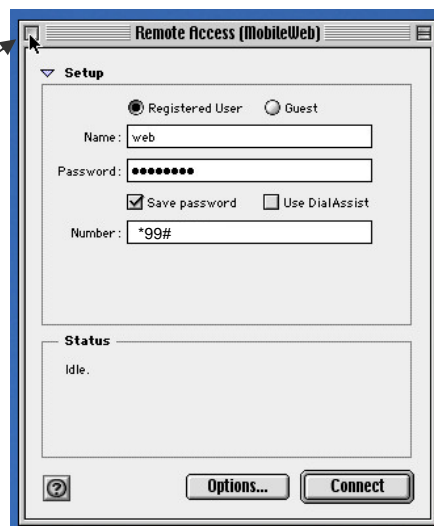 Remote Access (MobileWeb)
Setup
Registered User Guest
Name: web
Password: ••••••••
Save password Use DialAssist
Number: *99#
Status
Idle.
? Options... Connect